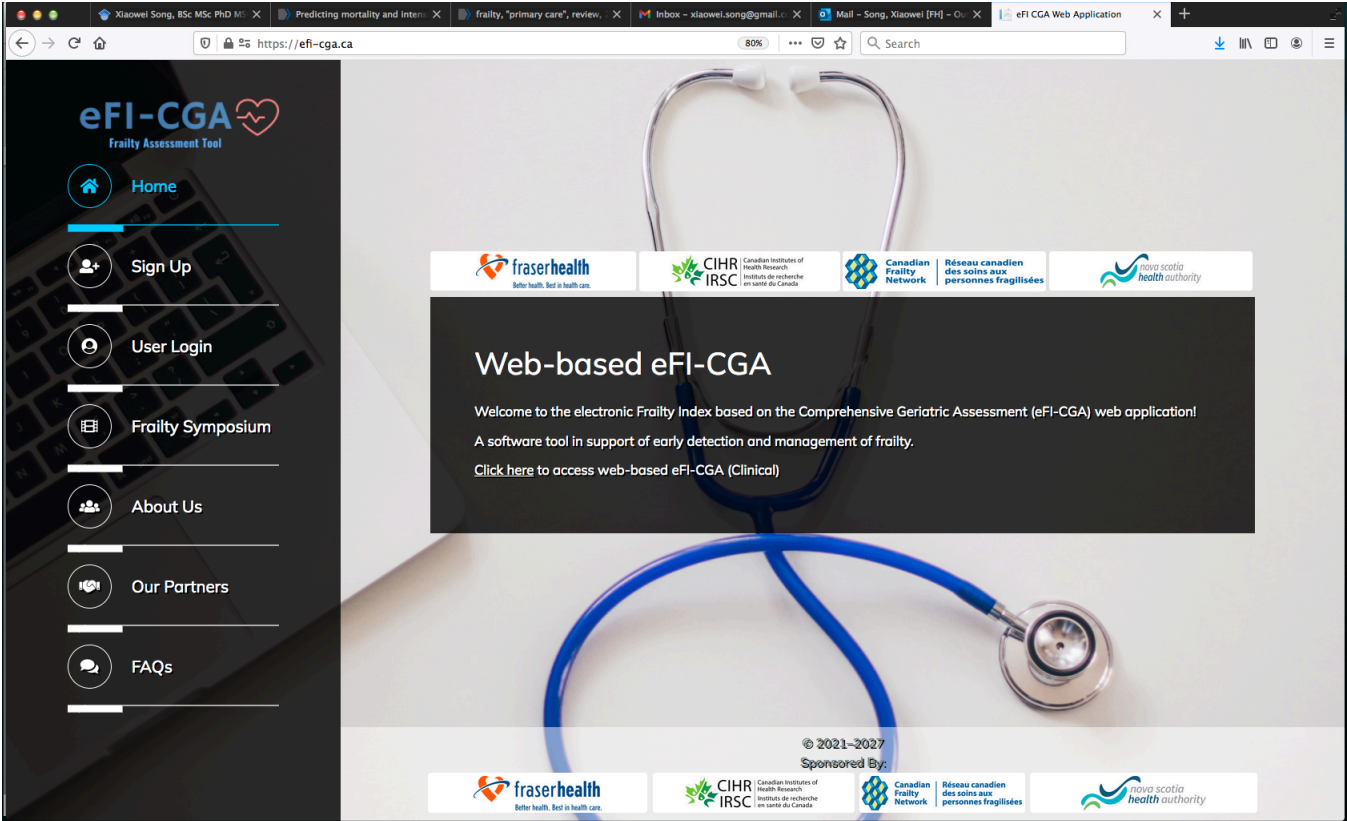 Xiaowei Song, BSc MSc PhD MS
Predicting mortality and intens
frailty, "primary care", review,
Inbox – xiaowei.song@gmail.c
Mail – Song, Xiaowei [FH] – Ou
eFI CGA Web Application
https://efi-cga.ca
80%
Search
eFI-CGA
Frailty Assessment Tool
Home
Sign Up
User Login
Frailty Symposium
About Us
Our Partners
FAQs
fraserhealth
Better health. Best in health care.
CIHR IRSC
Canadian Institutes of
Health Research
Instituts de recherche
en santé du Canada
Canadian
Frailty
Network
Réseau canadien
des soins aux
personnes fragilisées
nova scotia
health authority
Web-based eFI-CGA
Welcome to the electronic Frailty Index based on the Comprehensive Geriatric Assessment (eFI-CGA) web application!
A software tool in support of early detection and management of frailty.
Click here to access web-based eFI-CGA (Clinical)
© 2021–2027
Sponsored By:
fraserhealth
Better health. Best in health care.
CIHR IRSC
Canadian Institutes of
Health Research
Instituts de recherche
en santé du Canada
Canadian
Frailty
Network
Réseau canadien
des soins aux
personnes fragilisées
nova scotia
health authority